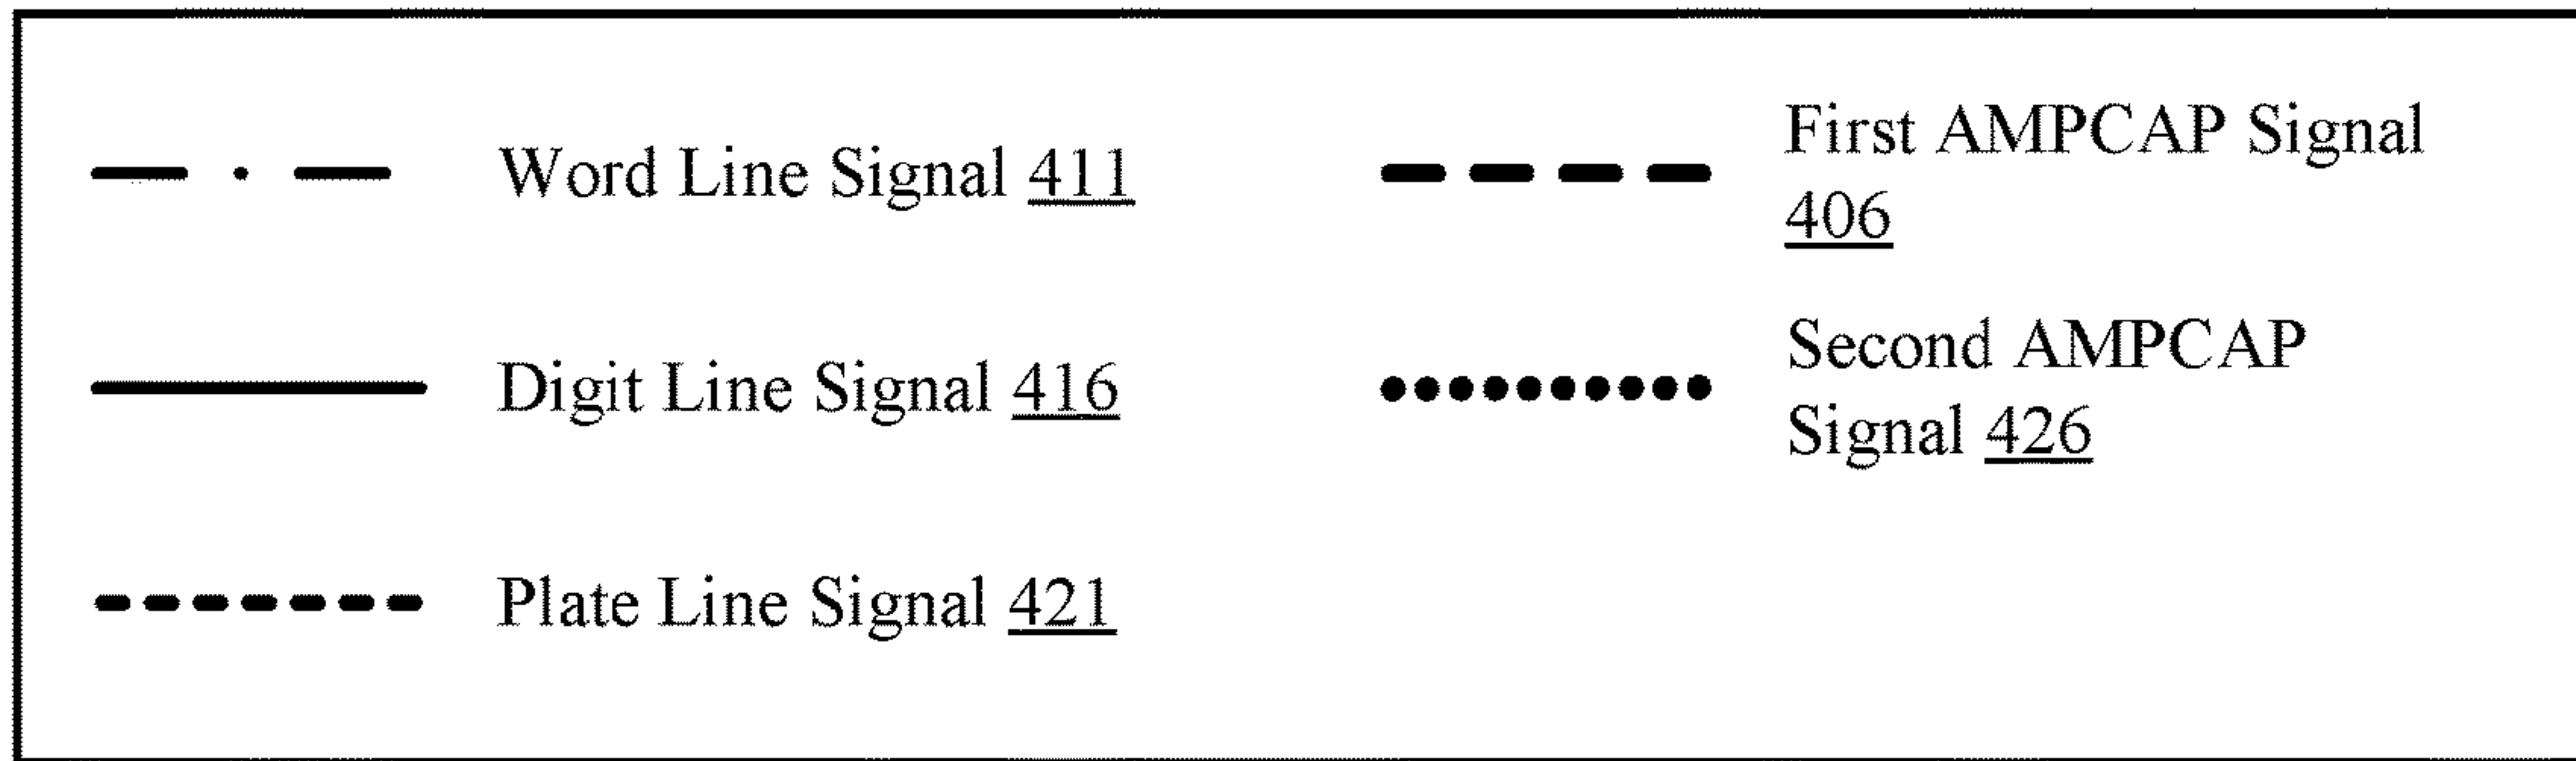 Word Line Signal 411
Digit Line Signal 416
Plate Line Signal 421
First AMPCAP Signal
406
Second AMPCAP
Signal 426